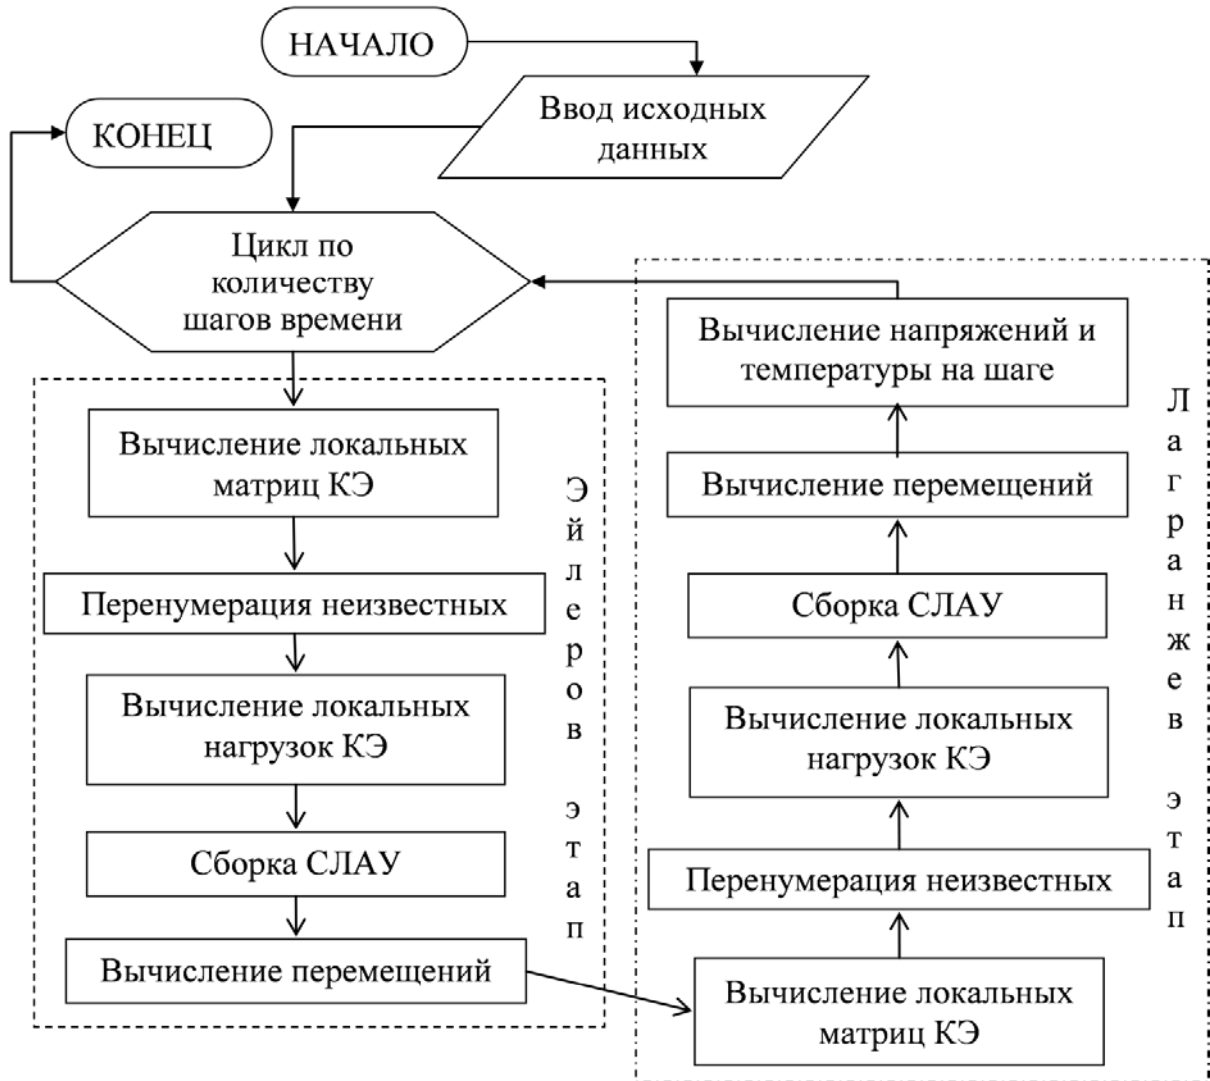 НАЧАЛО
Ввод исходных
данных
КОНЕЦ
Цикл по
количеству
шагов времени
Вычисление локальных
матриц КЭ
Перенумерация неизвестных
Вычисление локальных
нагрузок КЭ
Сборка СЛАУ
Вычисление перемещений
Эйлеров этап
Вычисление напряжений и
температуры на шаге
Вычисление перемещений
Сборка СЛАУ
Вычисление локальных
нагрузок КЭ
Перенумерация неизвестных
Вычисление локальных
матриц КЭ
Лагранжев этап